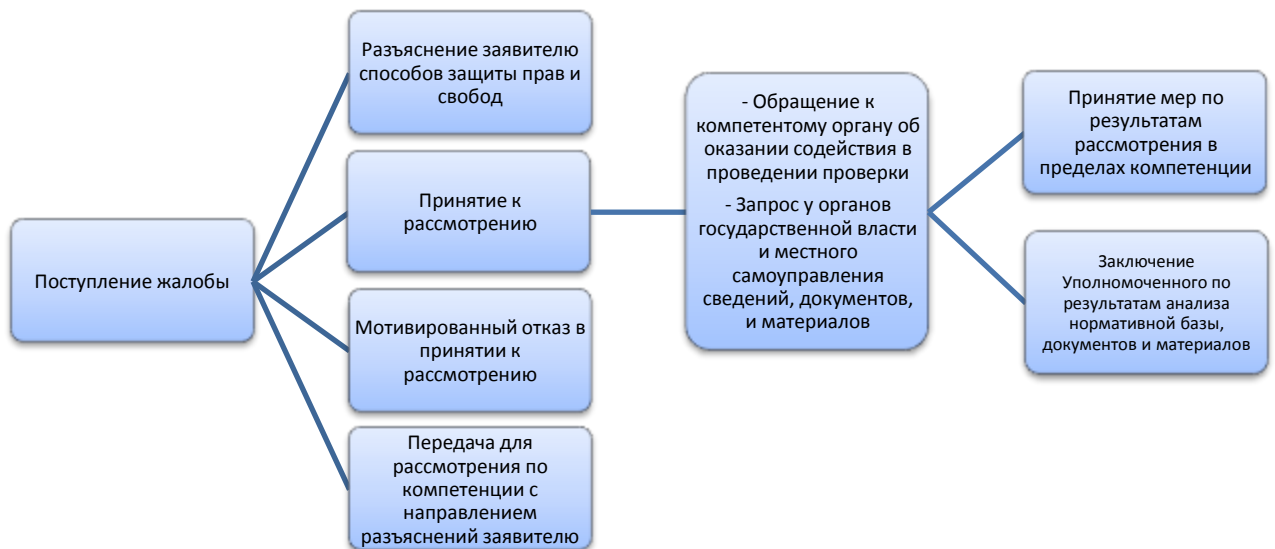 Поступление жалобы
Разъяснение заявителю
способов защиты прав и
свобод
Принятие к
рассмотрению
Мотивированный отказ в
принятии к
рассмотрению
Передача для
рассмотрения по
компетенции с
направлением
разъяснений заявителю
- Обращение к
компетентому органу об
оказании содействия в
проведении проверки
- Запрос у органов
государственной власти
и местного
самоуправления
сведений, документов,
и материалов
Принятие мер по
результатам
рассмотрения в
пределах компетенции
Заключение
Уполномоченного по
результатам анализа
нормативной базы,
документов и материалов